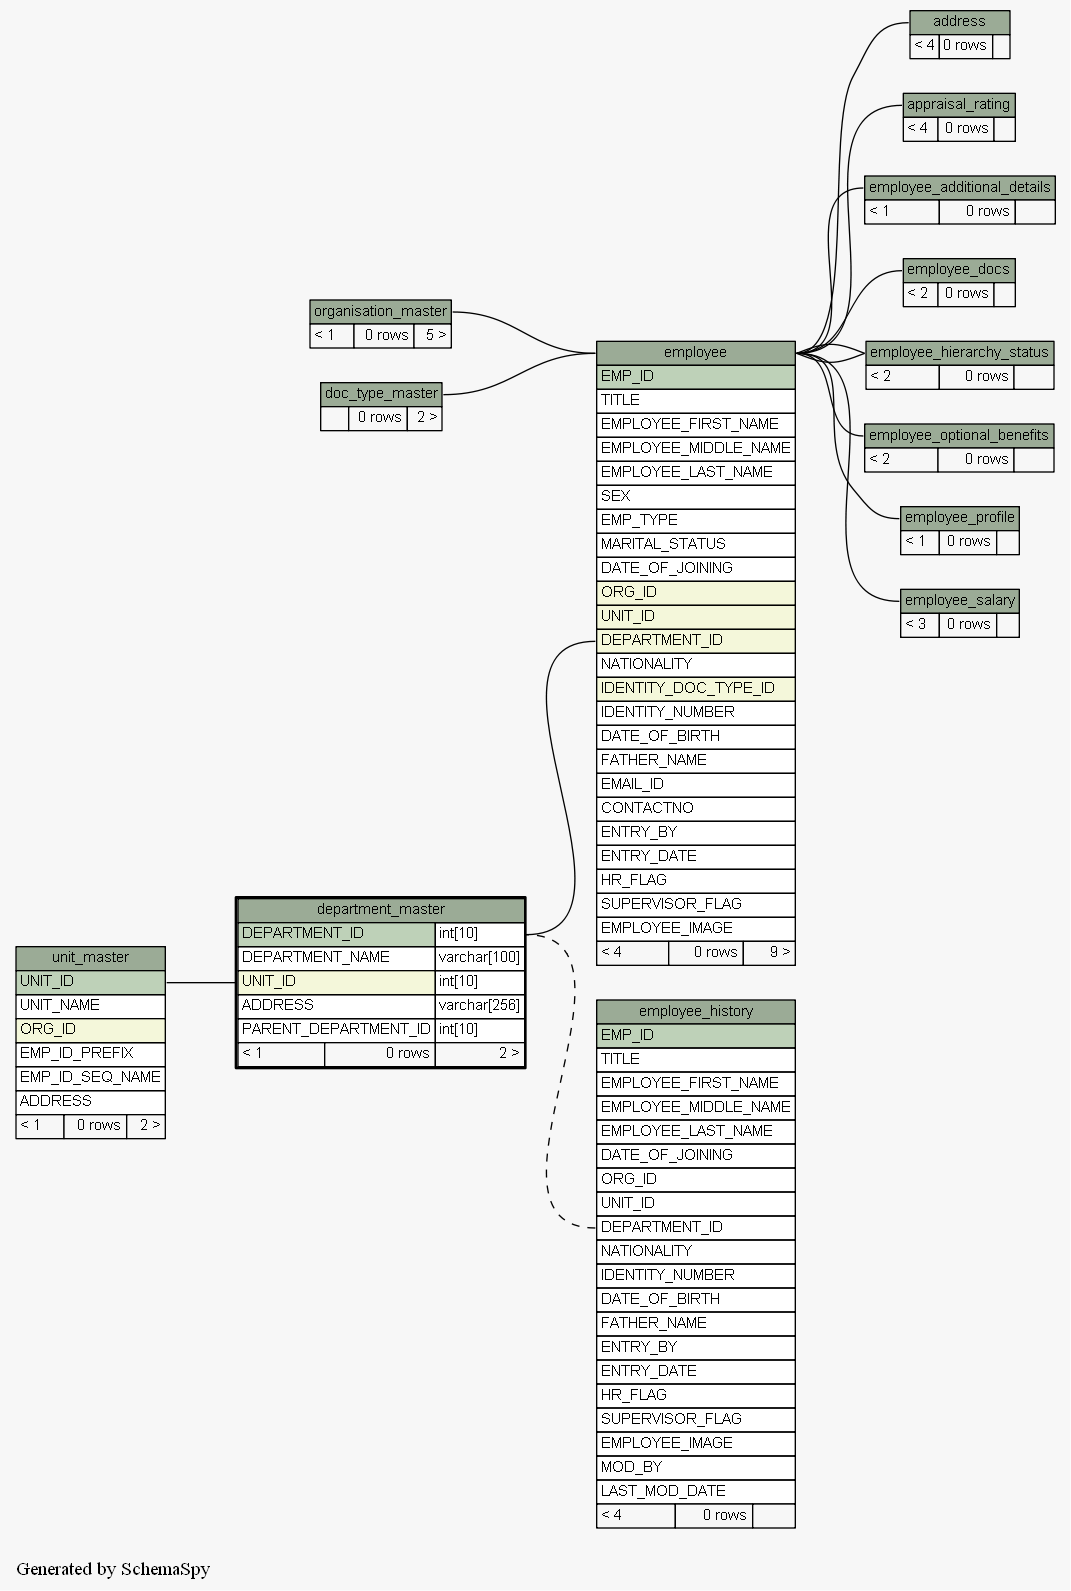 address
< 4 0 rows
appraisal_rating
< 4 0 rows
employee_additional_details
< 1 0 rows
employee_docs
< 2 0 rows
employee_hierarchy_status
< 2 0 rows
employee_optional_benefits
< 2 0 rows
employee_profile
< 1 0 rows
employee_salary
< 3 0 rows
organisation_master
< 1 0 rows 5 >
doc_type_master
0 rows 2 >
employee
EMP_ID
TITLE
EMPLOYEE_FIRST_NAME
EMPLOYEE_MIDDLE_NAME
EMPLOYEE_LAST_NAME
SEX
EMP_TYPE
MARITAL_STATUS
DATE_OF_JOINING
ORG_ID
UNIT_ID
DEPARTMENT_ID
NATIONALITY
IDENTITY_DOC_TYPE_ID
IDENTITY_NUMBER
DATE_OF_BIRTH
FATHER_NAME
EMAIL_ID
CONTACTNO
ENTRY_BY
ENTRY_DATE
HR_FLAG
SUPERVISOR_FLAG
EMPLOYEE_IMAGE
< 4 0 rows 9 >
department_master
DEPARTMENT_ID int[10]
DEPARTMENT_NAME varchar[100]
UNIT_ID int[10]
ADDRESS varchar[256]
PARENT_DEPARTMENT_ID int[10]
< 1 0 rows 2 >
unit_master
UNIT_ID
UNIT_NAME
ORG_ID
EMP_ID_PREFIX
EMP_ID_SEQ_NAME
ADDRESS
< 1 0 rows 2 >
employee_history
EMP_ID
TITLE
EMPLOYEE_FIRST_NAME
EMPLOYEE_MIDDLE_NAME
EMPLOYEE_LAST_NAME
DATE_OF_JOINING
ORG_ID
UNIT_ID
DEPARTMENT_ID
NATIONALITY
IDENTITY_NUMBER
DATE_OF_BIRTH
FATHER_NAME
ENTRY_BY
ENTRY_DATE
HR_FLAG
SUPERVISOR_FLAG
EMPLOYEE_IMAGE
MOD_BY
LAST_MOD_DATE
< 4 0 rows
Generated by SchemaSpy